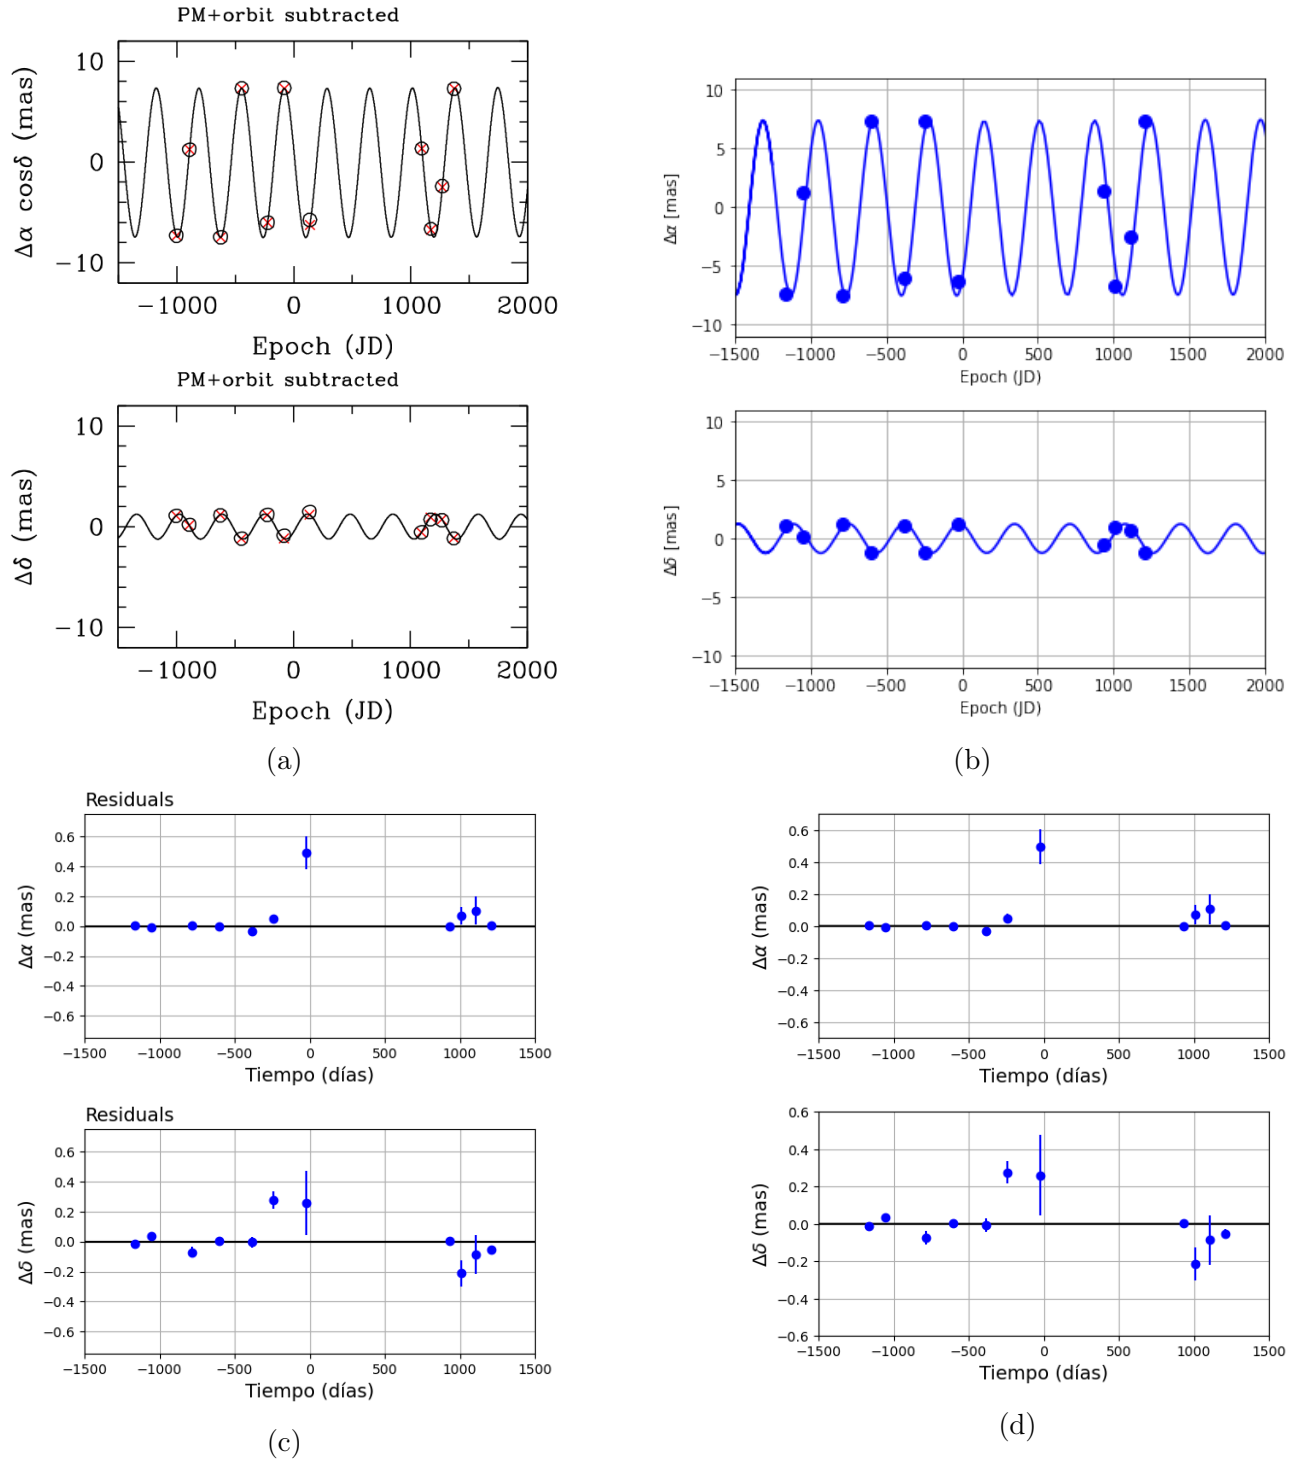 PM+orbit subtracted
10
0
−10
Δα cosδ (mas)
−1000 0 1000 2000
Epoch (JD)
PM+orbit subtracted
10
0
−10
Δδ (mas)
−1000 0 1000 2000
Epoch (JD)
(a)
10
5
0
−5
−10
Δα [mas]
−1500 −1000 −500 0 500 1000 1500 2000
Epoch (JD)
10
5
0
−5
−10
Δδ [mas]
−1500 −1000 −500 0 500 1000 1500 2000
Epoch (JD)
(b)
Residuals
0.6
0.4
0.2
0.0
−0.2
−0.4
−0.6
Δα (mas)
−1500 −1000 −500 0 500 1000 1500
Tiempo (días)
Residuals
0.6
0.4
0.2
0.0
−0.2
−0.4
−0.6
Δδ (mas)
−1500 −1000 −500 0 500 1000 1500
Tiempo (días)
(c)
0.6
0.4
0.2
0.0
−0.2
−0.4
−0.6
Δα (mas)
−1500 −1000 −500 0 500 1000 1500
Tiempo (días)
0.6
0.4
0.2
0.0
−0.2
−0.4
−0.6
Δδ (mas)
−1500 −1000 −500 0 500 1000 1500
Tiempo (días)
(d)